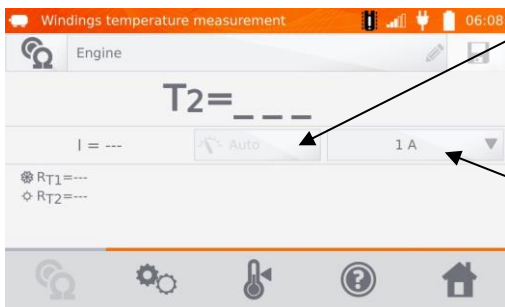 Windings temperature measurement 06:08
Engine
T2=_ _ _
I = --- Auto 1 A
RT1=---
RT2=---